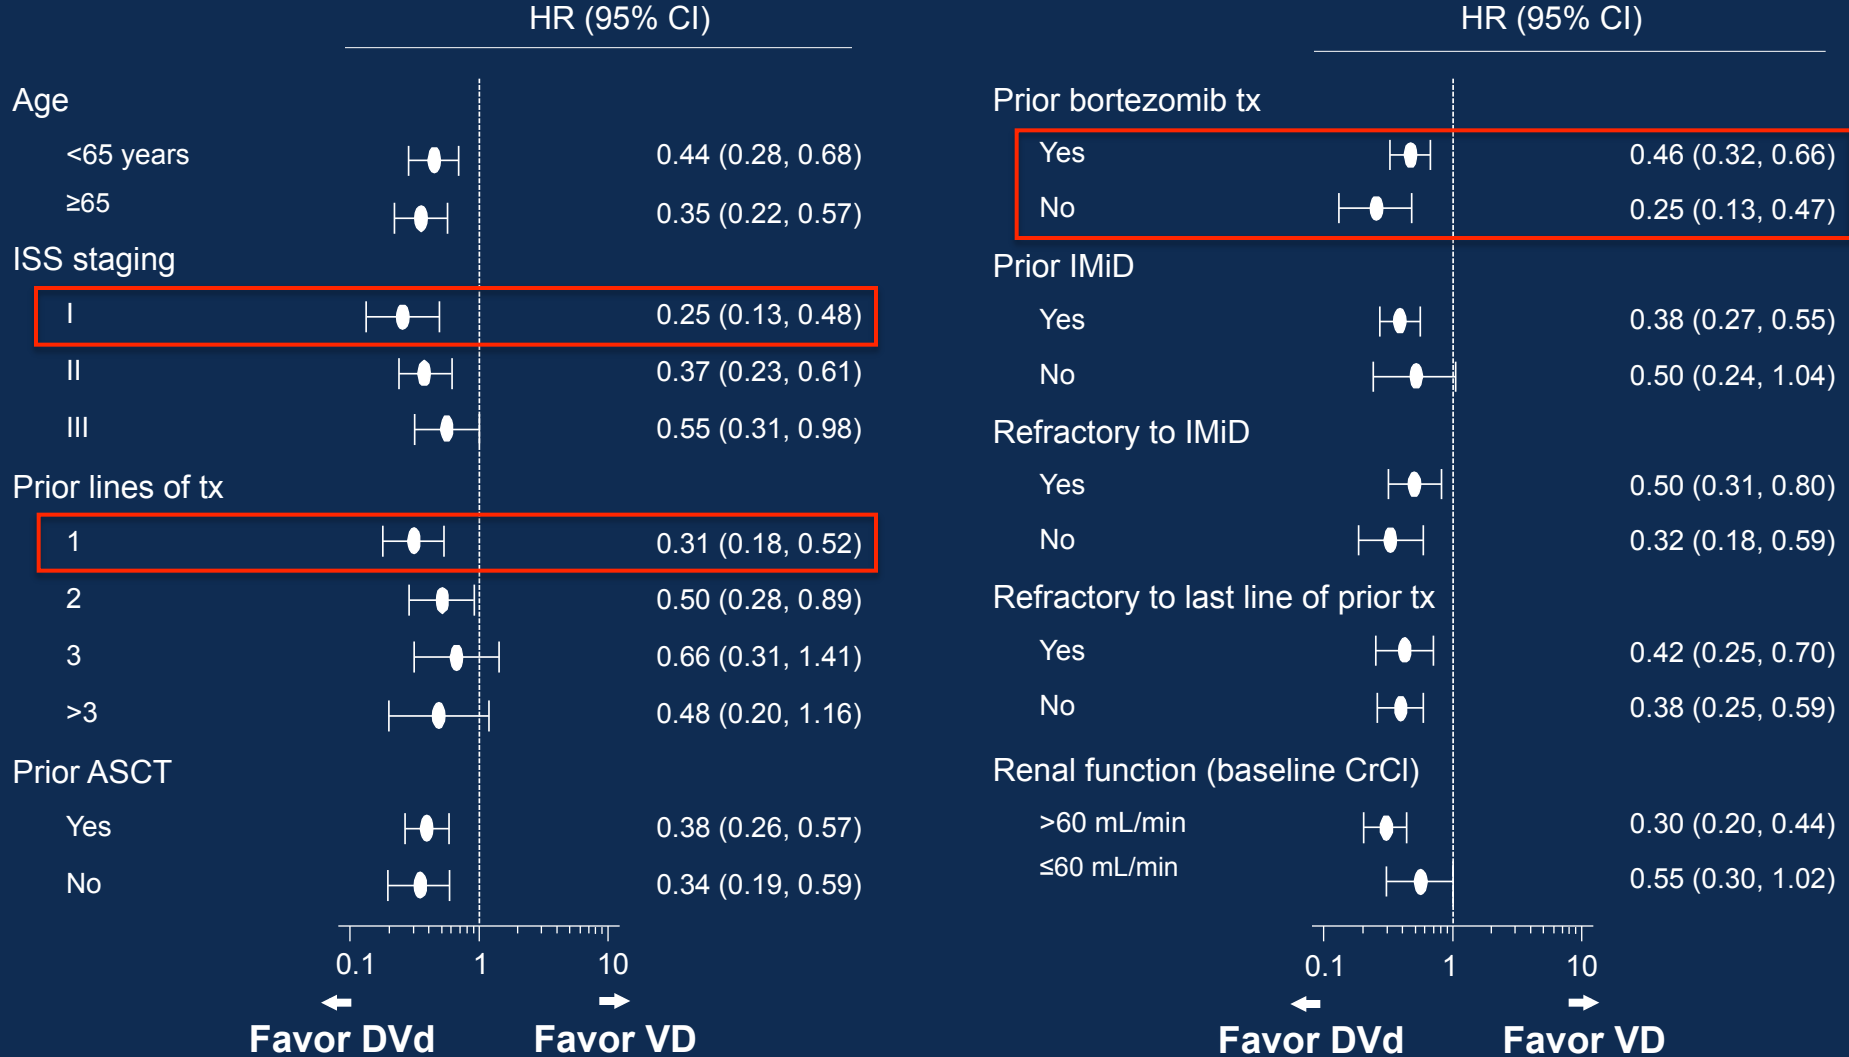 HR (95% CI)
Age
<65 years 0.44 (0.28, 0.68)
≥65 0.35 (0.22, 0.57)
ISS staging
I 0.25 (0.13, 0.48)
II 0.37 (0.23, 0.61)
III 0.55 (0.31, 0.98)
Prior lines of tx
1 0.31 (0.18, 0.52)
2 0.50 (0.28, 0.89)
3 0.66 (0.31, 1.41)
>3 0.48 (0.20, 1.16)
Prior ASCT
Yes 0.38 (0.26, 0.57)
No 0.34 (0.19, 0.59)
0.1 1 10
Favor DVd Favor VD
HR (95% CI)
Prior bortezomib tx
Yes 0.46 (0.32, 0.66)
No 0.25 (0.13, 0.47)
Prior IMiD
Yes 0.38 (0.27, 0.55)
No 0.50 (0.24, 1.04)
Refractory to IMiD
Yes 0.50 (0.31, 0.80)
No 0.32 (0.18, 0.59)
Refractory to last line of prior tx
Yes 0.42 (0.25, 0.70)
No 0.38 (0.25, 0.59)
Renal function (baseline CrCl)
>60 mL/min 0.30 (0.20, 0.44)
≤60 mL/min 0.55 (0.30, 1.02)
0.1 1 10
Favor DVd Favor VD